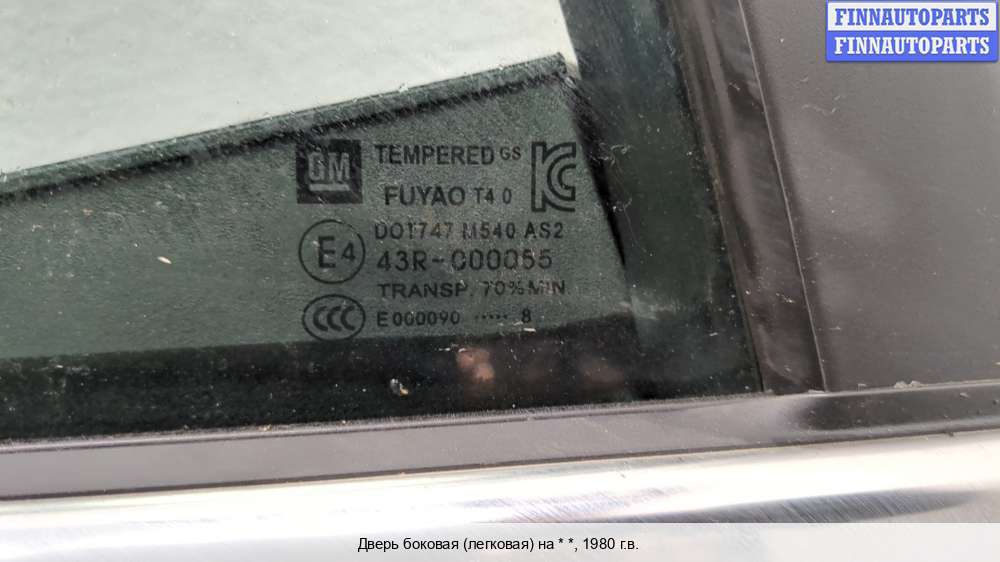 FINNAUTOPARTS
FINNAUTOPARTS
GM
TEMPERED GS
FUYAO T4 0
DOT747 M540 AS2
E4
43R-000055
TRANSP. 70% MIN
CCC
E000090 ····· 8
Дверь боковая (легковая) на * *, 1980 г.в.